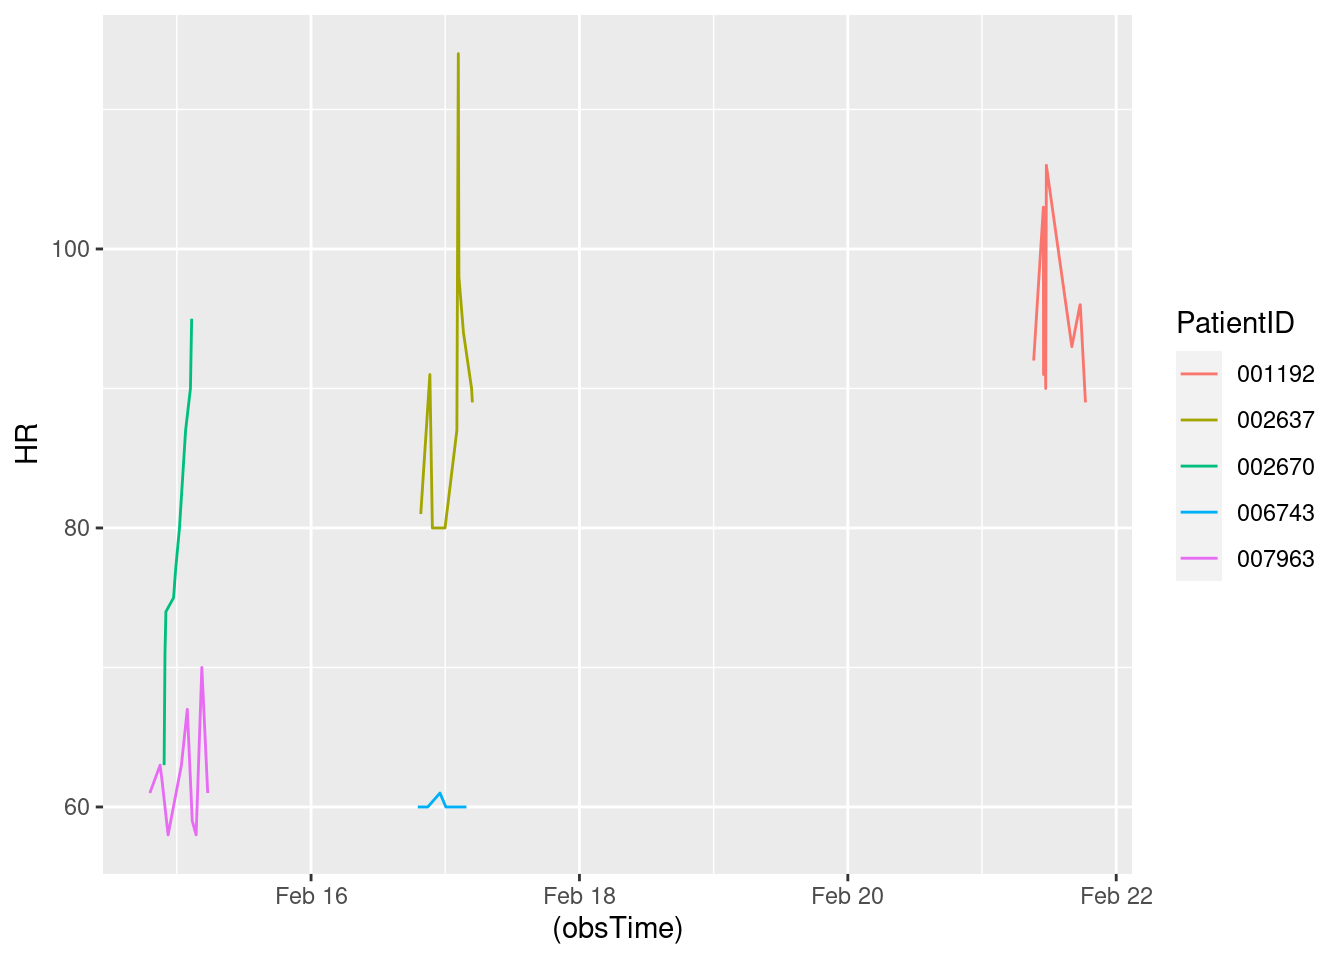 HR
100
80
60
Feb 16
Feb 18
Feb 20
Feb 22
(obsTime)
PatientID
001192
002637
002670
006743
007963